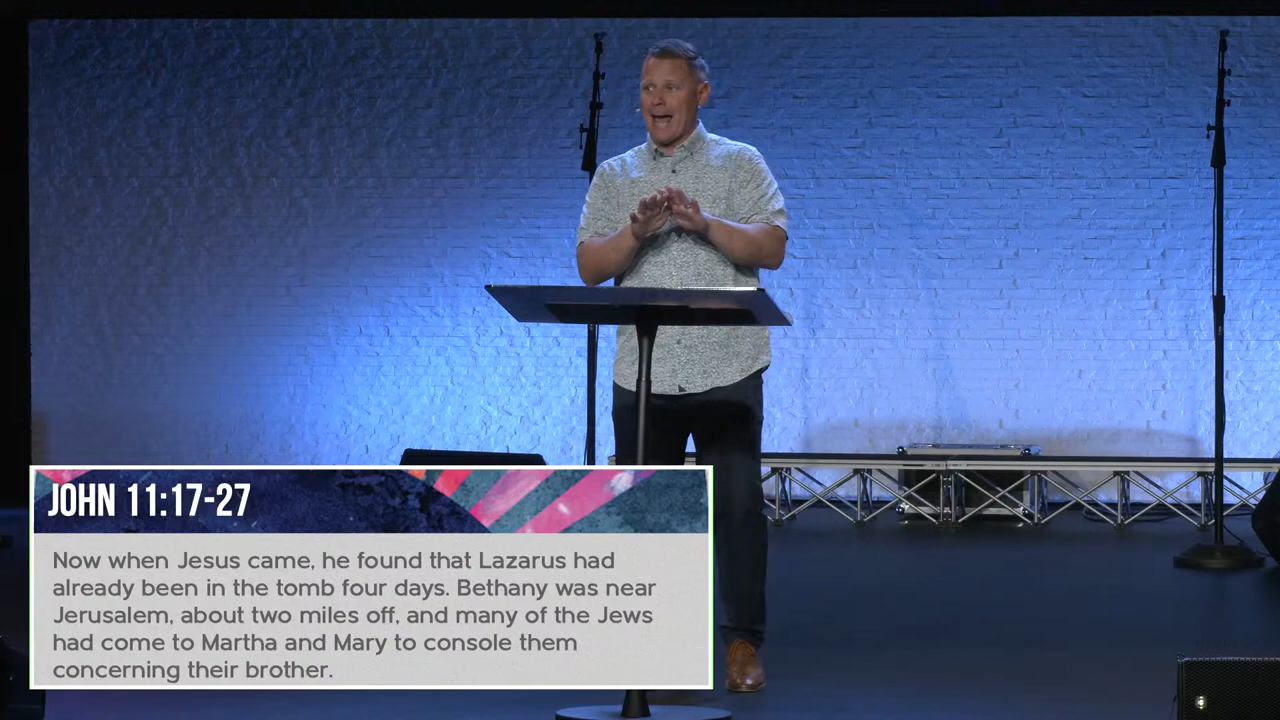 JOHN 11:17-27
Now when Jesus came, he found that Lazarus had
already been in the tomb four days. Bethany was near
Jerusalem, about two miles off, and many of the Jews
had come to Martha and Mary to console them
concerning their brother.